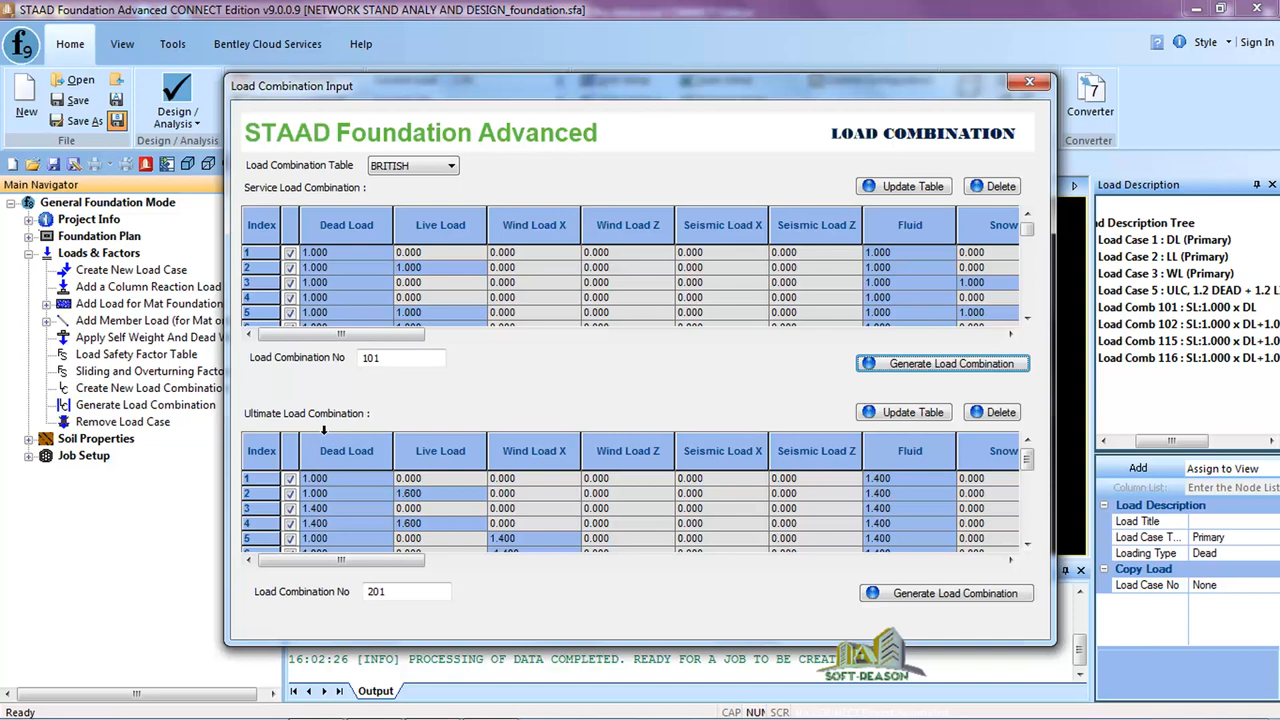 STAAD Foundation Advanced CONNECT Edition v9.0.0.9 [NETWORK STAND ANALY AND DESIGN_foundation.sfa]
Home View Tools Bentley Cloud Services Help Style Sign In
New Open Save Save As File
Design / Analysis
Design / Analysis
Converter
Converter
Main Navigator
General Foundation Mode
Project Info
Foundation Plan
Loads & Factors
Create New Load Case
Add a Column Reaction Load
Add Load for Mat Foundation
Add Member Load (for Mat o
Apply Self Weight And Dead W
Load Safety Factor Table
Sliding and Overturning Factor
Create New Load Combinatio
Generate Load Combination
Remove Load Case
Soil Properties
Job Setup
Load Combination Input
STAAD Foundation Advanced LOAD COMBINATION
Load Combination Table BRITISH
Service Load Combination : Update Table Delete
Index Dead Load Live Load Wind Load X Wind Load Z Seismic Load X Seismic Load Z Fluid Snow
1 1.000 0.000 0.000 0.000 0.000 0.000 1.000 0.000
2 1.000 1.000 0.000 0.000 0.000 0.000 1.000 0.000
3 1.000 0.000 0.000 0.000 0.000 0.000 1.000 1.000
4 1.000 0.000 0.000 0.000 0.000 0.000 1.000 0.000
5 1.000 1.000 0.000 0.000 0.000 0.000 1.000 1.000
Load Combination No 101 Generate Load Combination
Ultimate Load Combination : Update Table Delete
Index Dead Load Live Load Wind Load X Wind Load Z Seismic Load X Seismic Load Z Fluid Snow
1 1.000 0.000 0.000 0.000 0.000 0.000 1.400 0.000
2 1.000 1.600 0.000 0.000 0.000 0.000 1.400 0.000
3 1.400 0.000 0.000 0.000 0.000 0.000 1.400 0.000
4 1.400 1.600 0.000 0.000 0.000 0.000 1.400 0.000
5 1.000 0.000 1.400 0.000 0.000 0.000 1.400 0.000
Load Combination No 201 Generate Load Combination
Load Description
d Description Tree
Load Case 1 : DL (Primary)
Load Case 2 : LL (Primary)
Load Case 3 : WL (Primary)
Load Case 5 : ULC, 1.2 DEAD + 1.2 L
Load Comb 101 : SL:1.000 x DL
Load Comb 102 : SL:1.000 x DL+1
Load Comb 115 : SL:1.000 x DL+1
Load Comb 116 : SL:1.000 x DL+1
Add Assign to View
Column List: Enter the Node List
Load Description
Load Title
Load Case T... Primary
Loading Type Dead
Copy Load
Load Case No None
16:02:26 [INFO] PROCESSING OF DATA COMPLETED. READY FOR A JOB TO BE CREAT
SOFT-REASON
Output
Ready CAP NUM SCR